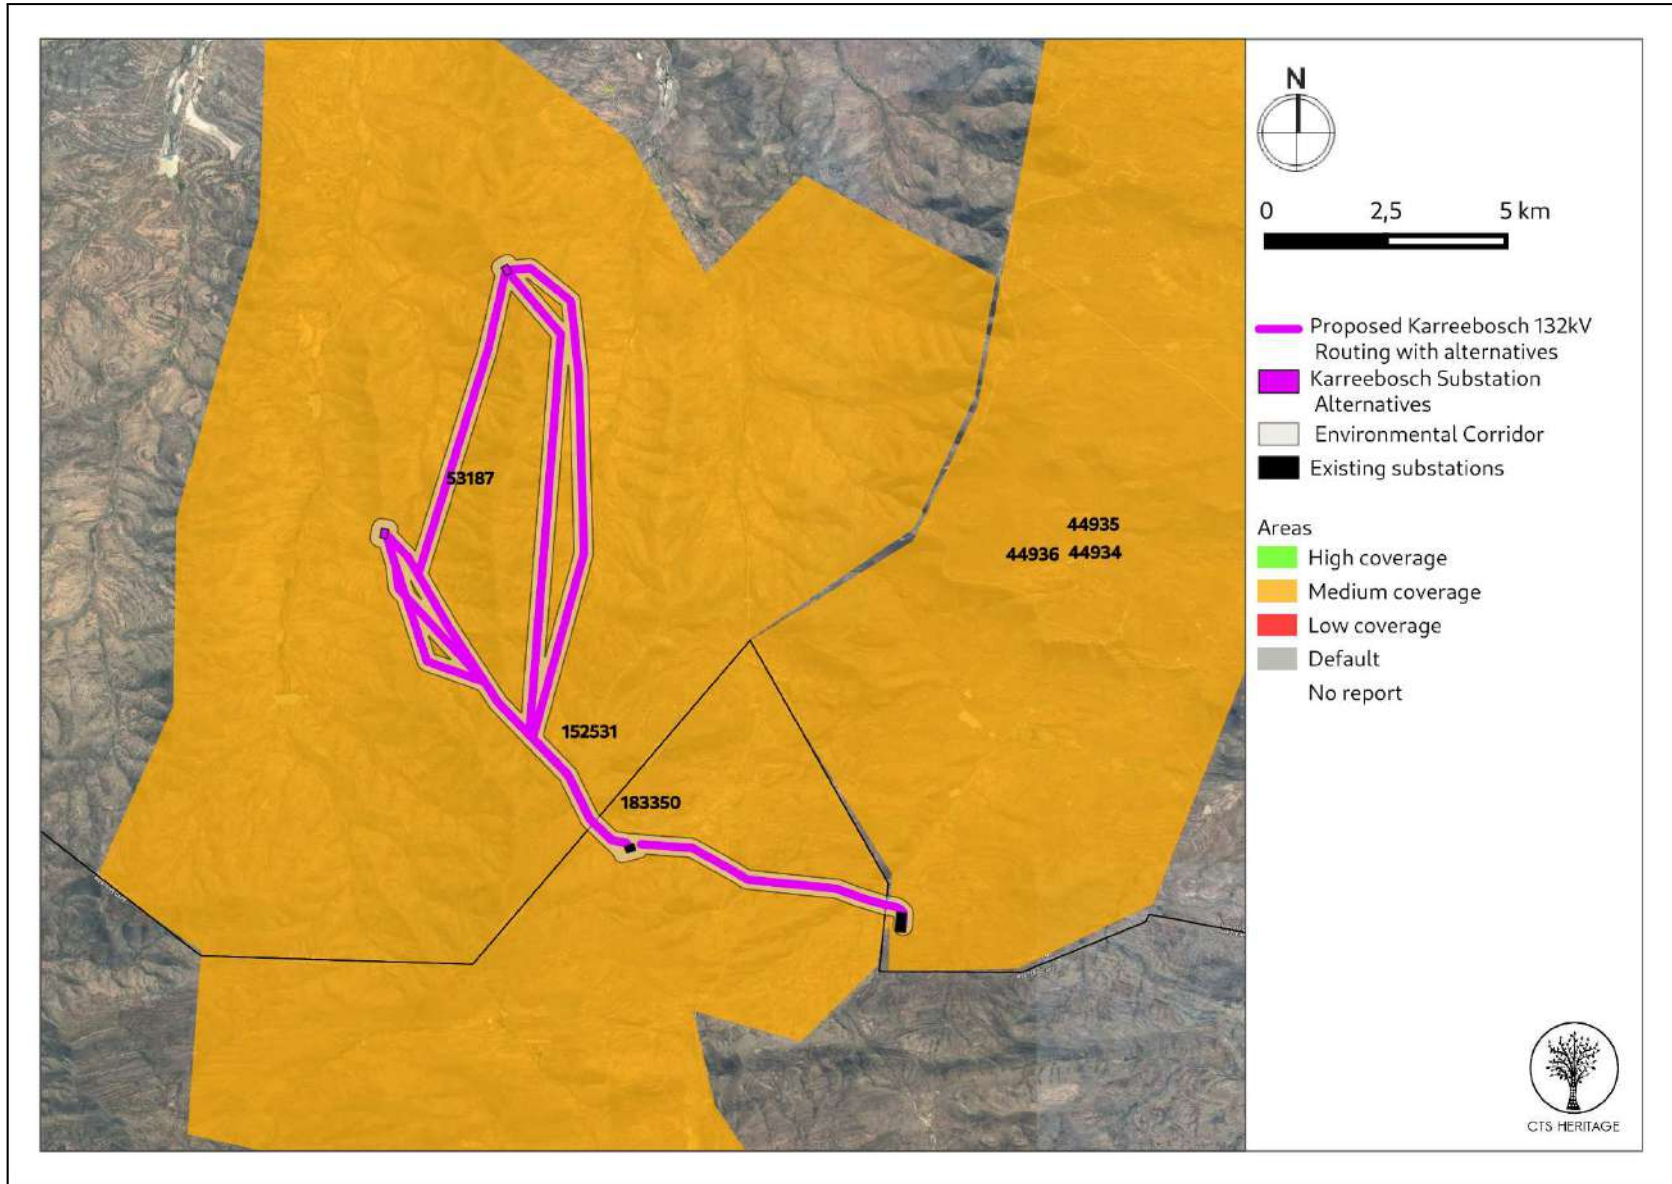 N
0 2,5 5 km
Proposed Karreebosch 132kV
Routing with alternatives
Karreebosch Substation
Alternatives
Environmental Corridor
Existing substations
Areas
High coverage
Medium coverage
Low coverage
Default
No report
53187
44935
44936 44934
152531
183350
CTS HERITAGE